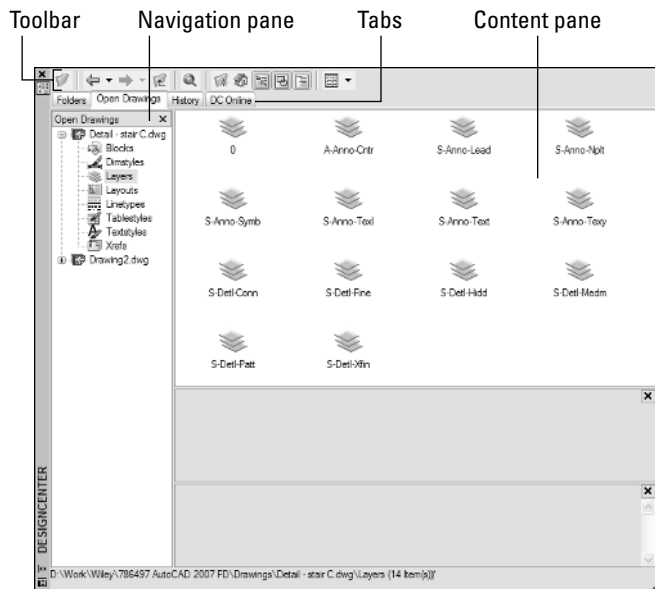 Toolbar Navigation pane Tabs Content pane
Folders Open Drawings History DC Online
Open Drawings
Detail - stair C.dwg
Blocks
Dimstyles
Layers
Layouts
Linetypes
Tablestyles
Textstyles
Xrefs
Drawing2.dwg
0 A-Anno-Cntr S-Anno-Lead S-Anno-Nplt
S-Anno-Symb S-Anno-Texl S-Anno-Text S-Anno-Texy
S-Detl-Conn S-Detl-Fine S-Detl-Hidd S-Detl-Medm
S-Detl-Patt S-Detl-Xfin
DESIGNCENTER
D:\Work\Wiley\786497 AutoCAD 2007 FD\Drawings\Detail - stair C.dwg\Layers (14 Item(s))